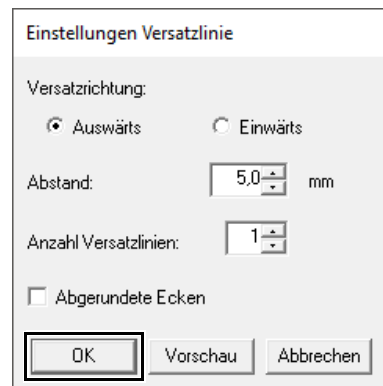 Einstellungen Versatzlinie
Versatzrichtung:
Auswärts Einwärts
Abstand: 5,0 mm
Anzahl Versatzlinien: 1
Abgerundete Ecken
OK Vorschau Abbrechen